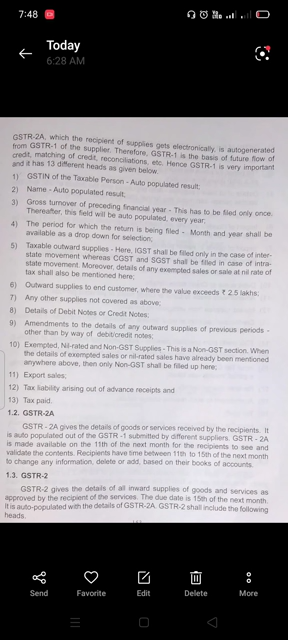 7:48
Today
6:28 AM
GSTR-2A, which the recipient of supplies gets electronically, is autogenerated
from GSTR-1 of the supplier. Therefore, GSTR-1 is the basis of future flow of
credit, matching of credit, reconciliations, etc. Hence GSTR-1 is very important
and it has 13 different heads as given below.
1) GSTIN of the Taxable Person - Auto populated result;
2) Name - Auto populated result;
3) Gross turnover of preceding financial year - This has to be filed only once.
Thereafter, this field will be auto populated, every year;
4) The period for which the return is being filed - Month and year shall be
available as a drop down for selection;
5) Taxable outward supplies - Here, IGST shall be filed only in the case of inter-
state movement whereas CGST and SGST shall be filled in case of intra-
state movement. Moreover, details of any exempted sales or sale at nil rate of
tax shall also be mentioned here;
6) Outward supplies to end customer, where the value exceeds ₹ 2.5 lakhs;
7) Any other supplies not covered as above;
8) Details of Debit Notes or Credit Notes;
9) Amendments to the details of any outward supplies of previous periods -
other than by way of debit/credit notes;
10) Exempted, Nil-rated and Non-GST Supplies - This is a Non-GST section. When
the details of exempted sales or nil-rated sales have already been mentioned
anywhere above, then only Non-GST shall be filled up here;
11) Export sales;
12) Tax liability arising out of advance receipts and
13) Tax paid.
1.2. GSTR-2A
GSTR - 2A gives the details of goods or services received by the recipients. It
is auto populated out of the GSTR -1 submitted by different suppliers. GSTR - 2A
is made available on the 11th of the next month for the recipients to see and
validate the contents. Recipients have time between 11th to 15th of the next month
to change any information, delete or add, based on their books of accounts.
1.3. GSTR-2
GSTR-2 gives the details of all inward supplies of goods and services as
approved by the recipient of the services. The due date is 15th of the next month.
It is auto-populated with the details of GSTR-2A. GSTR-2 shall include the following
heads.
Send
Favorite
Edit
Delete
More